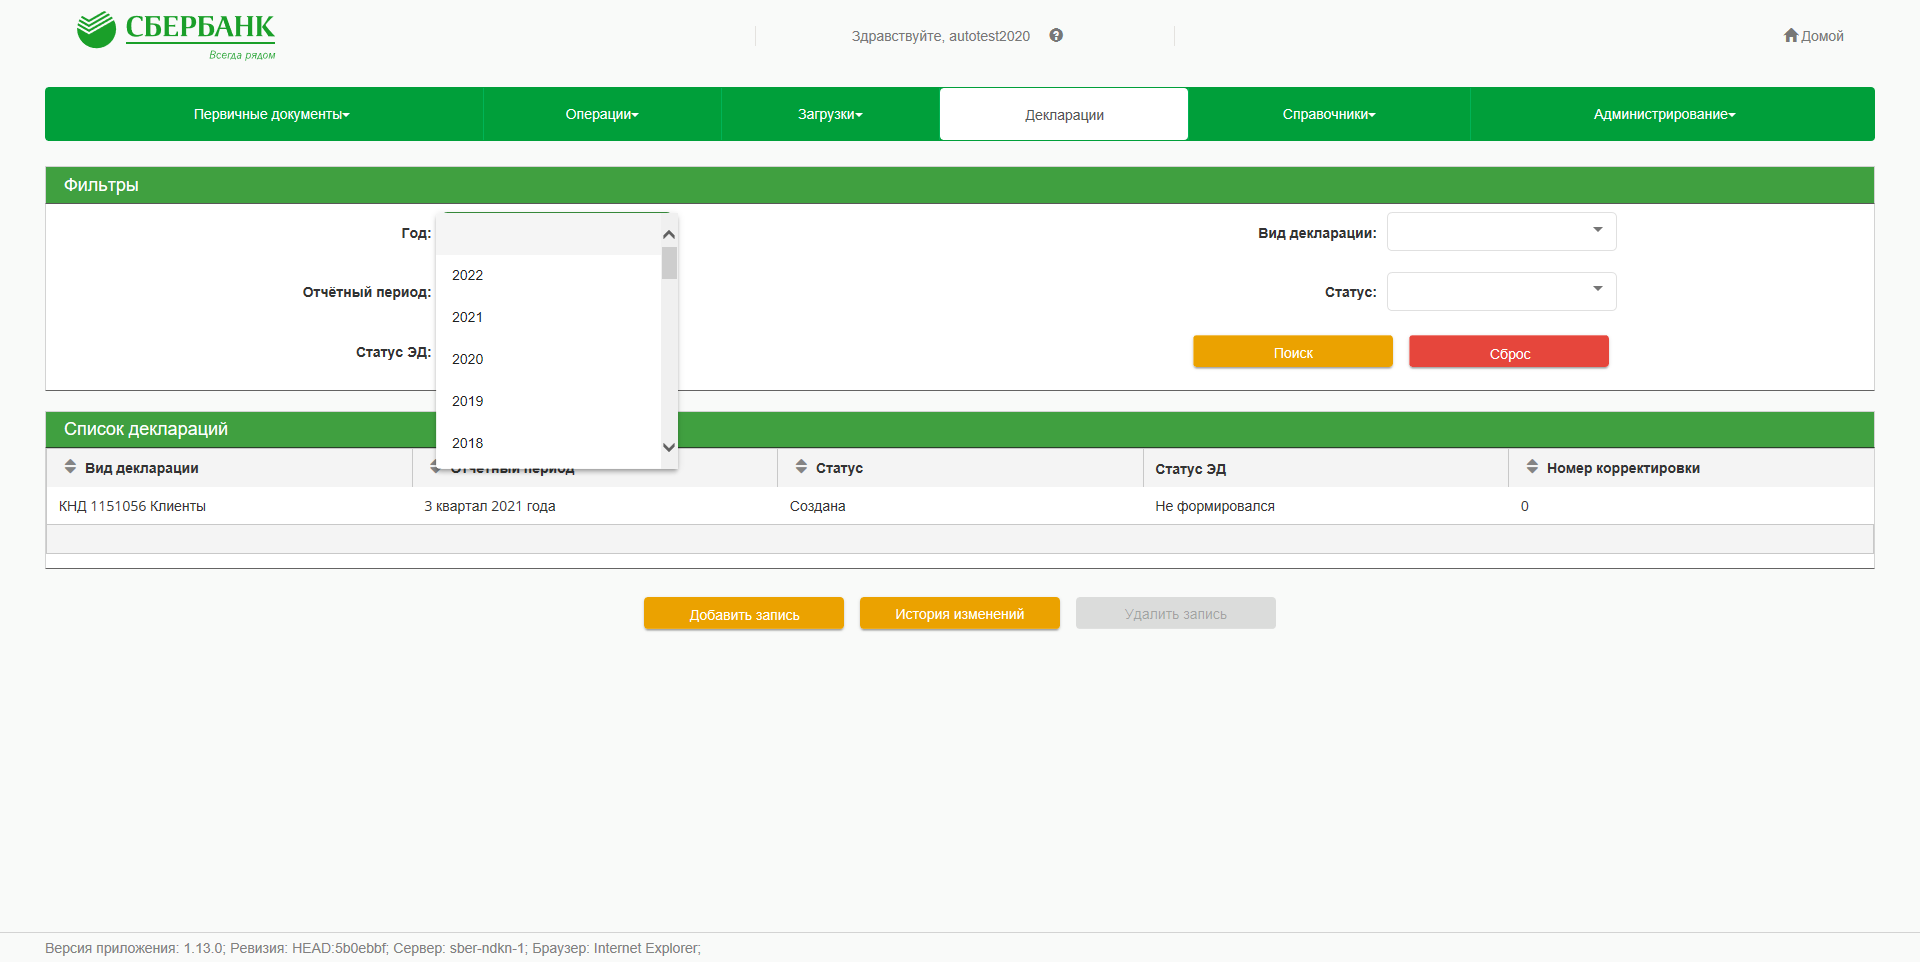 СБЕРБАНК
Всегда рядом
Здравствуйте, autotest2020
Домой
Первичные документы
Операции
Загрузки
Декларации
Справочники
Администрирование
Фильтры
Год:
Вид декларации:
2022
Отчётный период:
Статус:
2021
Статус ЭД:
2020
Поиск
Сброс
2019
Список деклараций
2018
Вид декларации
Отчетный период
Статус
Статус ЭД
Номер корректировки
КНД 1151056 Клиенты
3 квартал 2021 года
Создана
Не формировался
0
Добавить запись
История изменений
Удалить запись
Версия приложения: 1.13.0; Ревизия: HEAD:5b0ebbf; Сервер: sber-ndkn-1; Браузер: Internet Explorer;